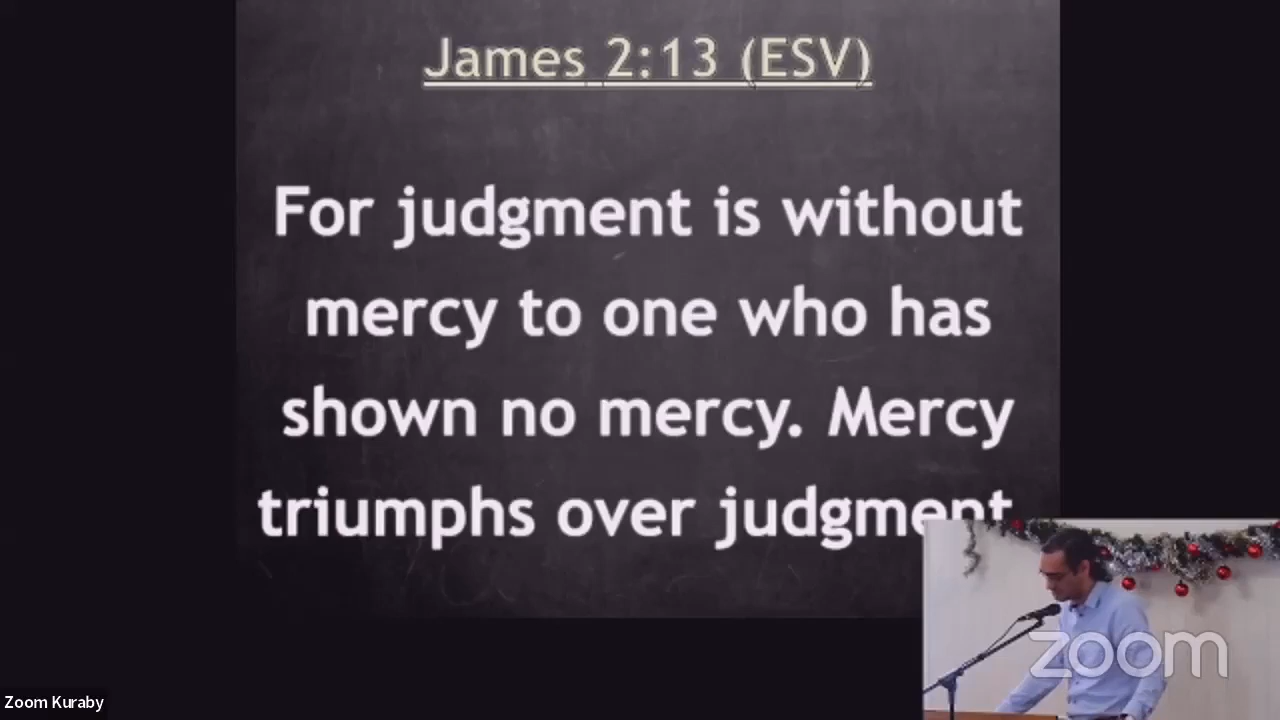 James 2:13 (ESV)
For judgment is without
mercy to one who has
shown no mercy. Mercy
triumphs over judgment
zoom
Zoom Kuraby